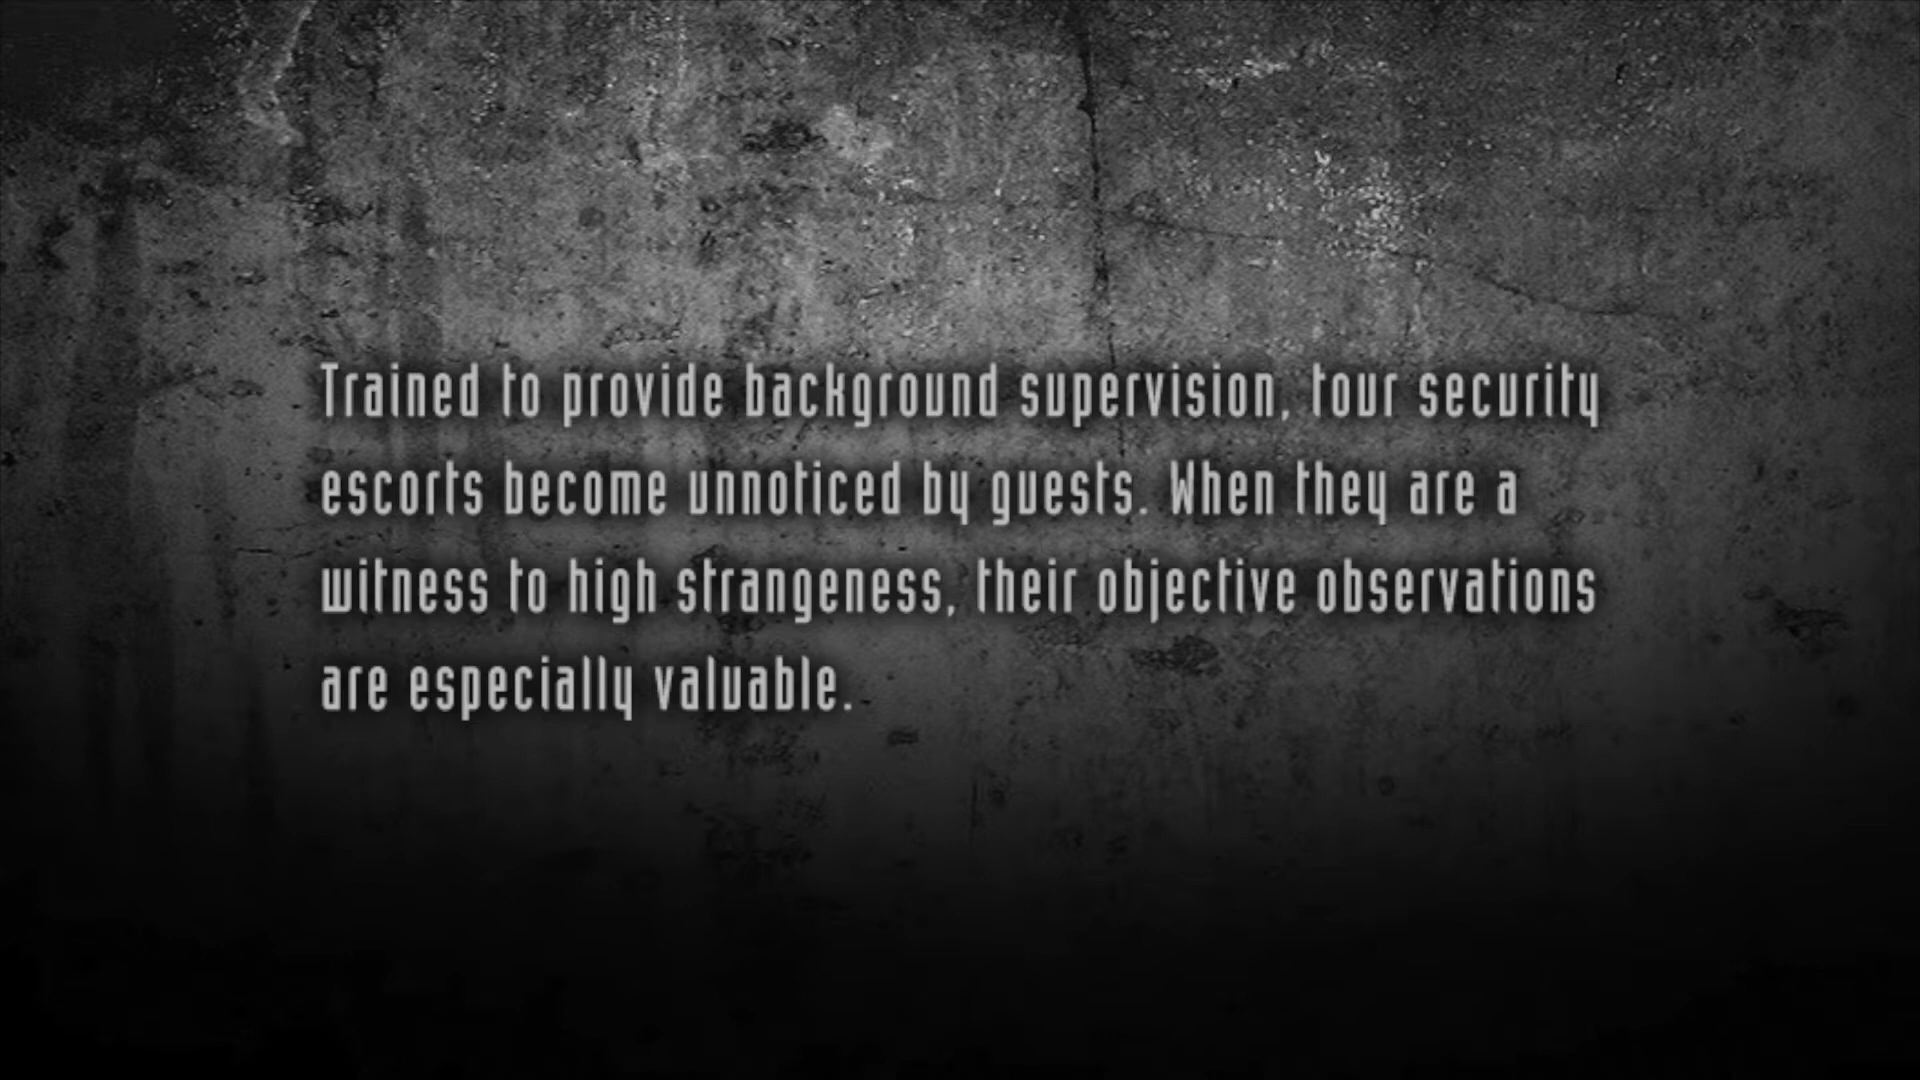 Trained to provide background supervision, tour security
escorts become unnoticed by guests. When they are a
witness to high strangeness, their objective observations
are especially valuable.